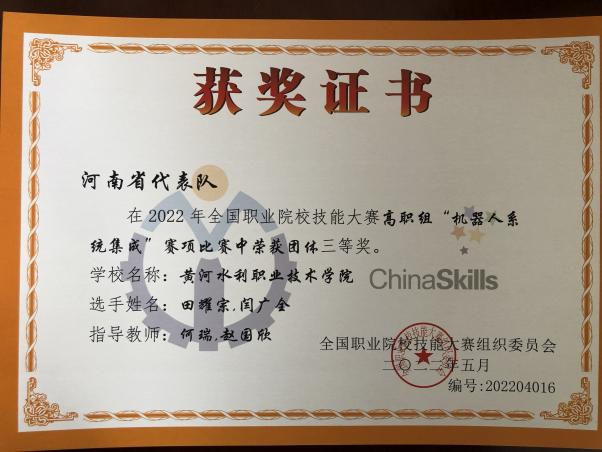 获奖证书
河南省代表队
在2022年全国职业院校技能大赛高职组“机器人系
统集成”赛项比赛中荣获团体三等奖。
学校名称：黄河水利职业技术学院
ChinaSkills
选手姓名：田耀宗,闫广全
指导教师：何瑞,赵国欣
全国职业院校技能大赛组织委员会
二〇二二年五月
编号:202204016